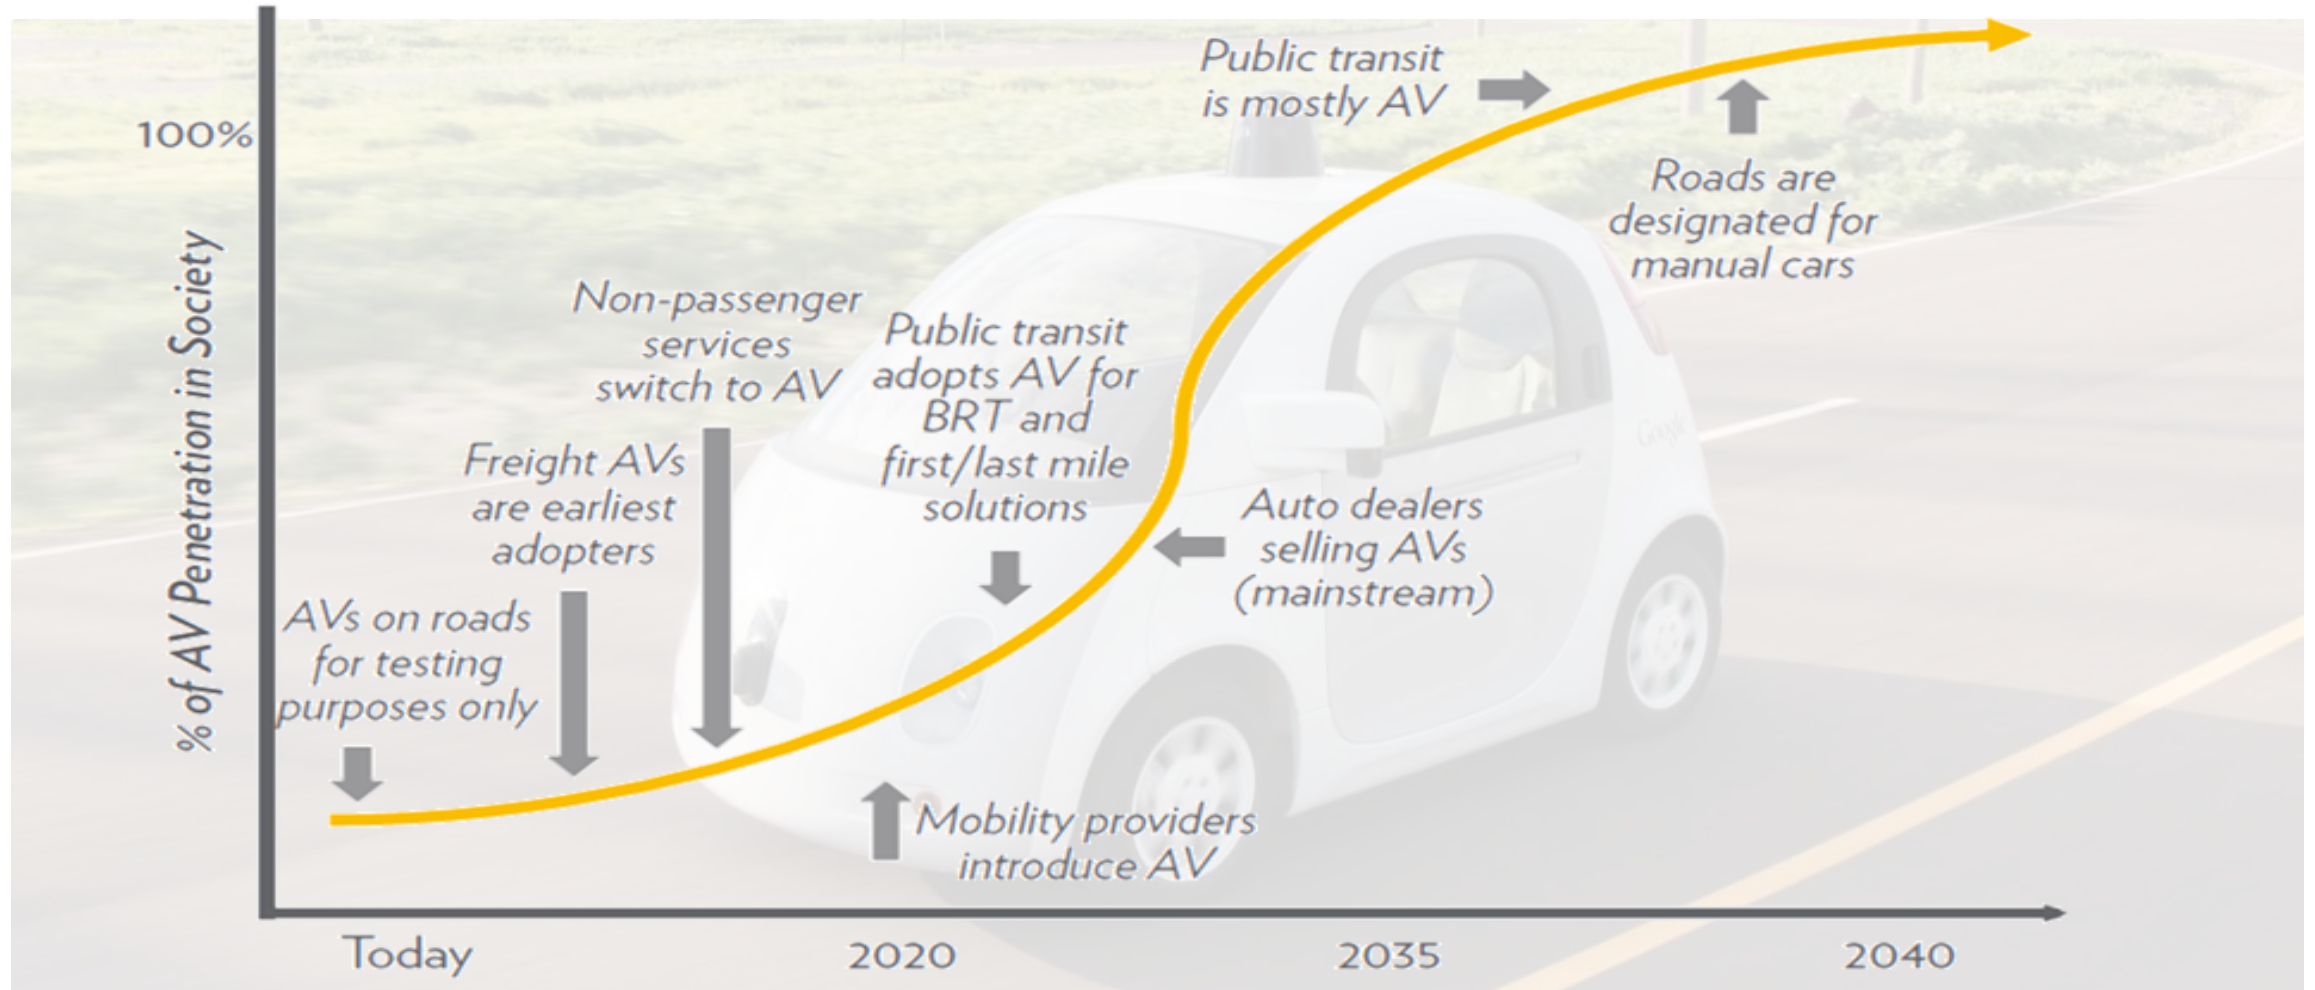 100%
% of AV Penetration in Society
AVs on roads
for testing
purposes only
Freight AVs
are earliest
adopters
Non-passenger
services
switch to AV
Public transit
adopts AV for
BRT and
first/last mile
solutions
Mobility providers
introduce AV
Auto dealers
selling AVs
(mainstream)
Public transit
is mostly AV
Roads are
designated for
manual cars
Google
Today
2020
2035
2040